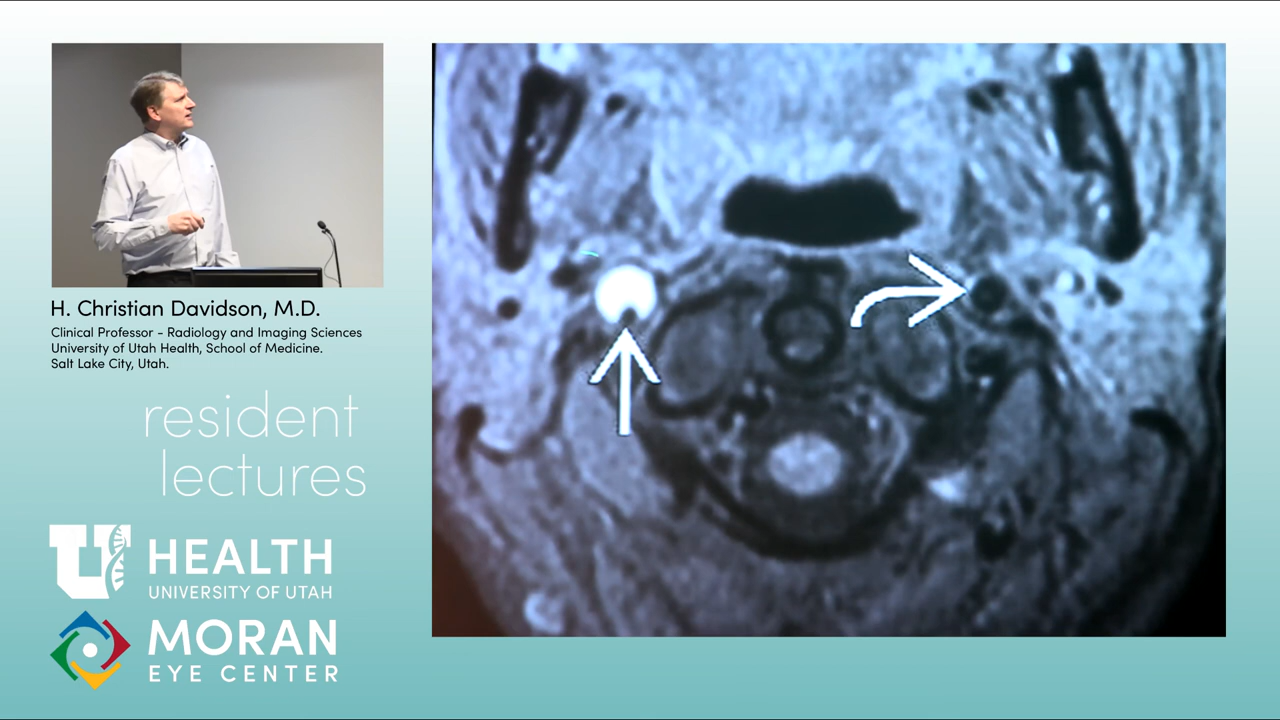 H. Christian Davidson, M.D.
Clinical Professor - Radiology and Imaging Sciences
University of Utah Health, School of Medicine.
Salt Lake City, Utah.
resident
lectures
U HEALTH
UNIVERSITY OF UTAH
MORAN
EYE CENTER